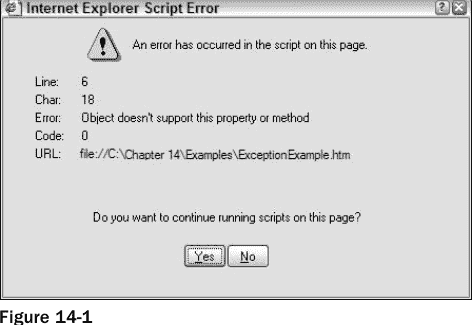 Internet Explorer Script Error
An error has occurred in the script on this page.
Line: 6
Char: 18
Error: Object doesn't support this property or method
Code: 0
URL: file://C:\Chapter 14\Examples\ExceptionExample.htm
Do you want to continue running scripts on this page?
Yes No
Figure 14-1